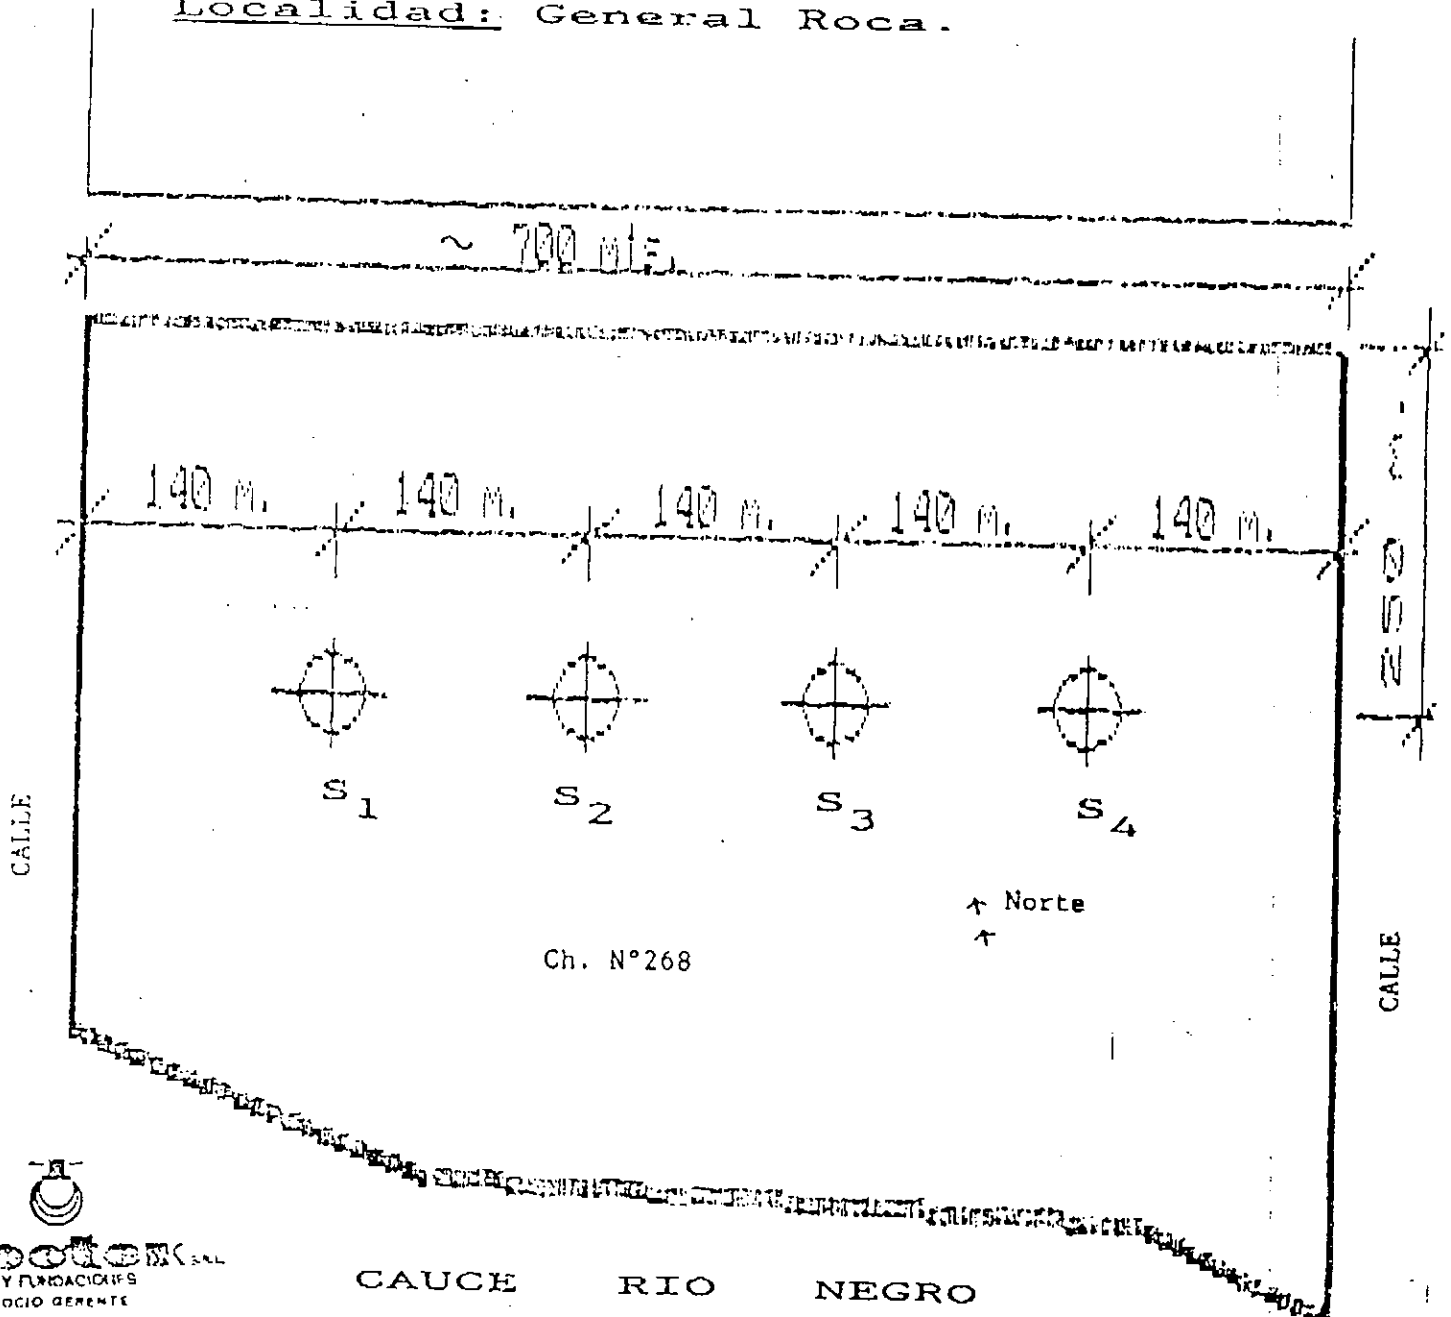 Localidad: General Roca.
~ 700 mts.
140 m. 140 m. 140 m. 140 m. 140 m.
250
S1 S2 S3 S4
CALLE
Norte
Ch. N°268
CALLE
S.R.L.
Y FUNDACIONES
SOCIO GERENTE
CAUCE RIO NEGRO